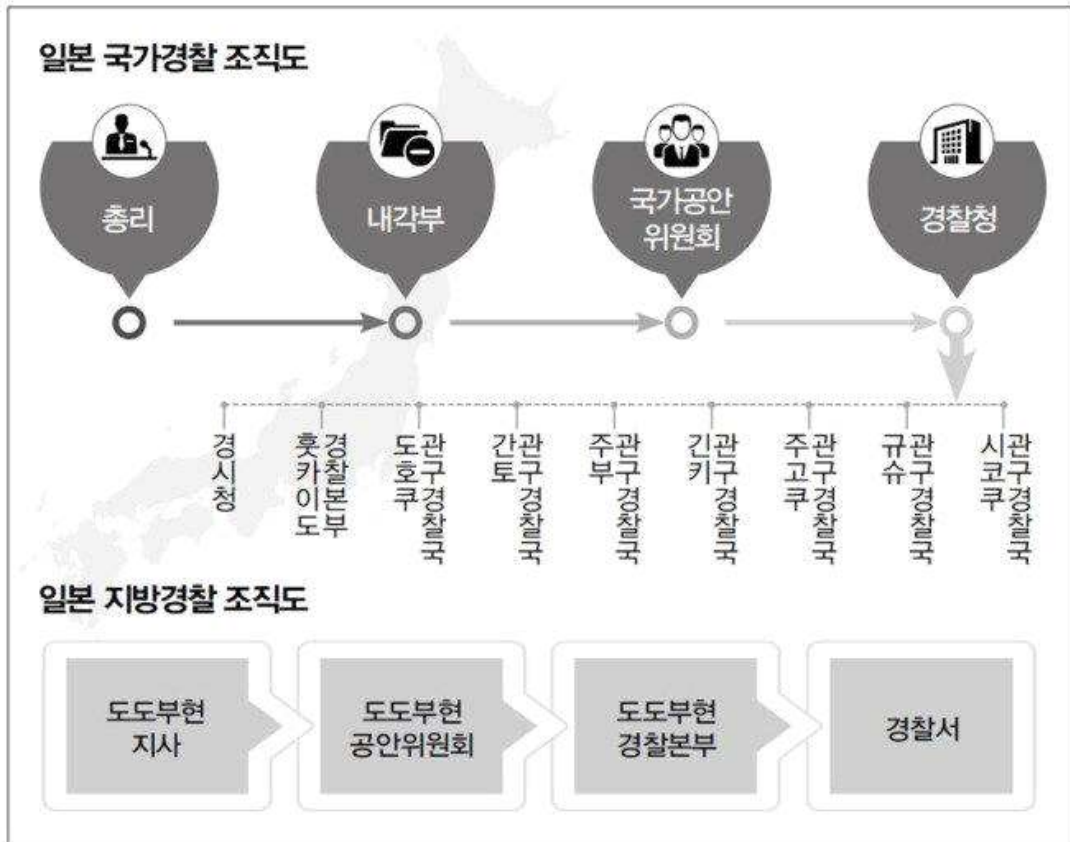 일본 국가경찰 조직도
총리
내각부
국가공안
위원회
경찰청
경시청
홋카이도
경찰본부
도호쿠
관구경찰국
간토
관구경찰국
주부
관구경찰국
긴키
관구경찰국
주고쿠
관구경찰국
규슈
관구경찰국
시코쿠
관구경찰국
일본 지방경찰 조직도
도도부현
지사
도도부현
공안위원회
도도부현
경찰본부
경찰서